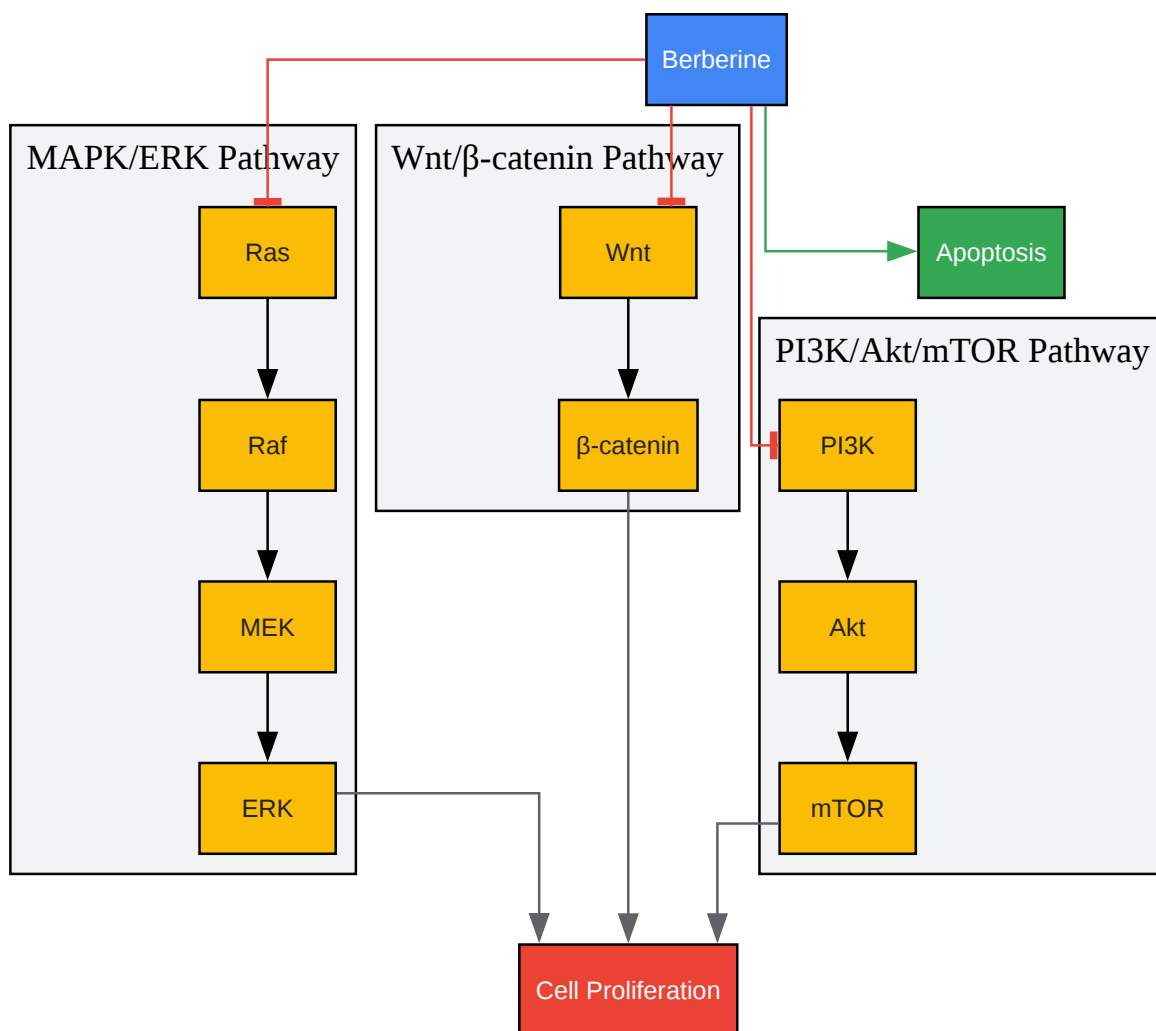 Berberine
MAPK/ERK Pathway
Wnt/β-catenin Pathway
Ras
Wnt
Apoptosis
PI3K/Akt/mTOR Pathway
Raf
β-catenin
PI3K
MEK
Akt
ERK
mTOR
Cell Proliferation